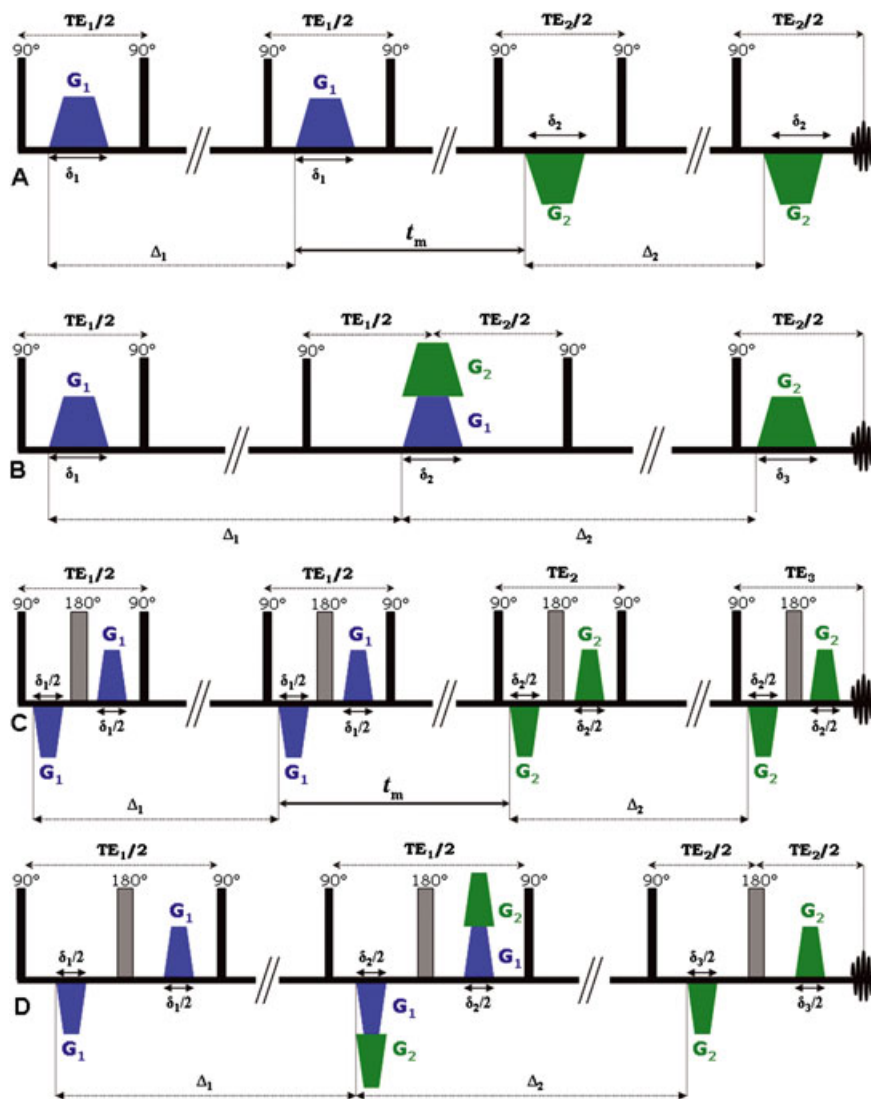 TE₁/2 TE₁/2 TE₂/2 TE₂/2
90° 90° 90° 90° 90° 90° 90°
G₁ G₁
δ₂ δ₂
A δ₁ δ₁
G₂ G₂
tₘ
Δ₁ Δ₂
TE₁/2 TE₁/2 TE₂/2 TE₂/2
90° 90° 90° 90° 90°
G₁ G₂ G₂
G₁
B δ₁ δ₂ δ₃
Δ₁ Δ₂
TE₁/2 TE₁/2 TE₂ TE₃
90° 180° 90° 90° 180° 90° 90° 180° 90° 90° 180°
G₁ G₁ G₂ G₂
δ₁/2 δ₁/2 δ₂/2 δ₂/2
C δ₁/2 δ₁/2 δ₂/2 δ₂/2
G₁ G₁ G₂ G₂
tₘ
Δ₁ Δ₂
TE₁/2 TE₁/2 TE₂/2 TE₂/2
90° 180° 90° 90° 180° 90° 90° 180°
G₁ G₂ G₂
δ₁/2 δ₂/2 G₁ δ₃/2
D δ₁/2 G₁ δ₂/2 δ₃/2
G₁ G₂ G₂
Δ₁ Δ₂